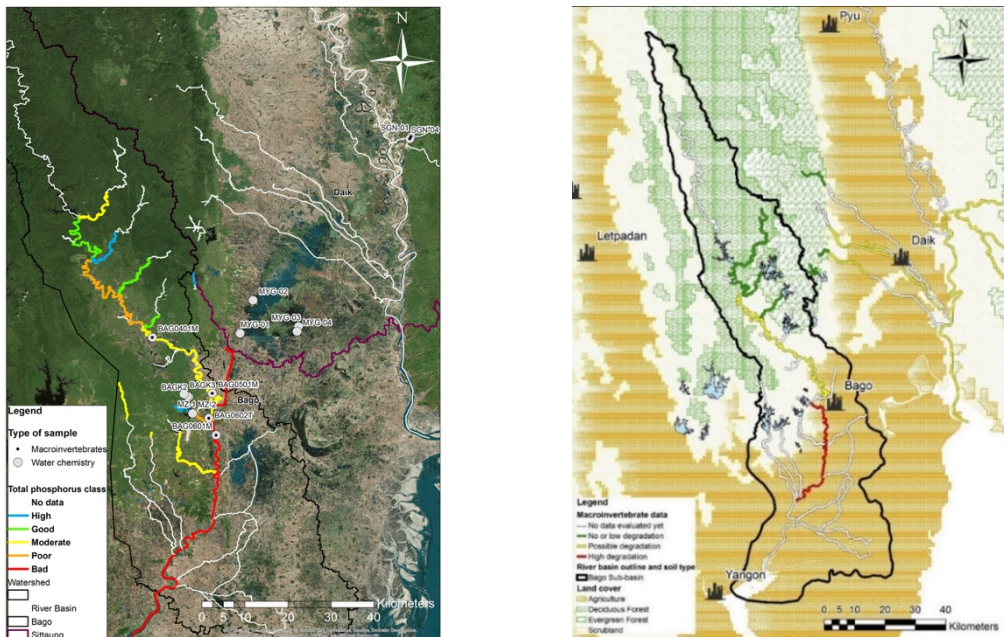 N
SGN-01 SGN-04
Daik
MYG-02
MYG-03
MYG-01
MYG-04
BAG0401M
BAGK2
BAGK3
BAG0501M
MZ-1
MZ-2
Bago
BAG0602T
BAG0601M
Legend
Type of sample
Macroinvertebrates
Water chemistry
Total phosphorus class
No data
High
Good
Moderate
Poor
Bad
Watershed
River Basin
Bago
Sittaung
Kilometers
0 5 10 20 30 40
Pyu
N
Letpadan
Daik
Bago
Yangon
Legend
Macroinvertebrate data
No data evaluated yet
No or low degradation
Possible degradation
High degradation
River basin outline and soil type
Bago Sub-basin
Land cover
Agriculture
Deciduous Forest
Evergreen Forest
Scrubland
0 5 10 20 30 40
Kilometers